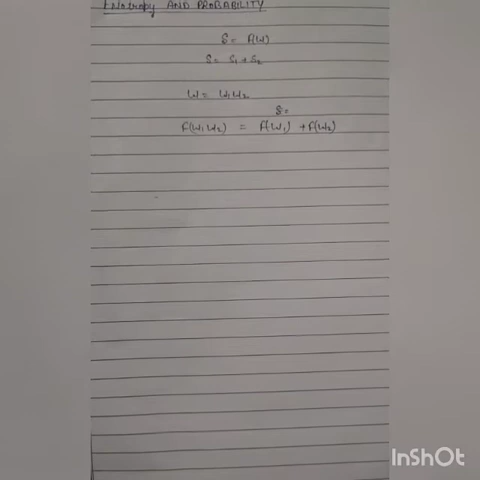 Entropy AND PROBABILITY
S = f(W)
S = S₁ + S₂
W = W₁W₂
S =
f(W₁W₂) = f(W₁) + f(W₂)
InShOt